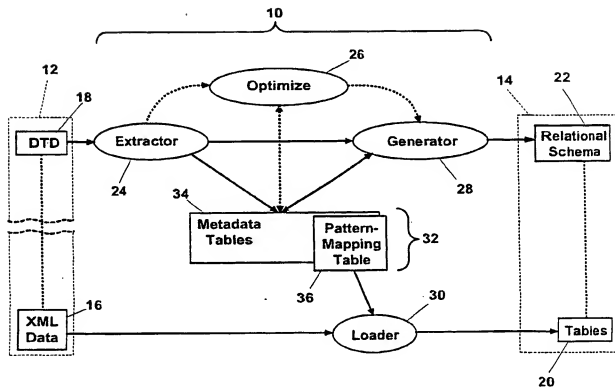 10
26
12
Optimize
22
18
14
DTD
Extractor
Generator
Relational
Schema
24
28
34
Metadata
Tables
Pattern-
Mapping
Table
32
16
36
30
XML
Data
Loader
Tables
20